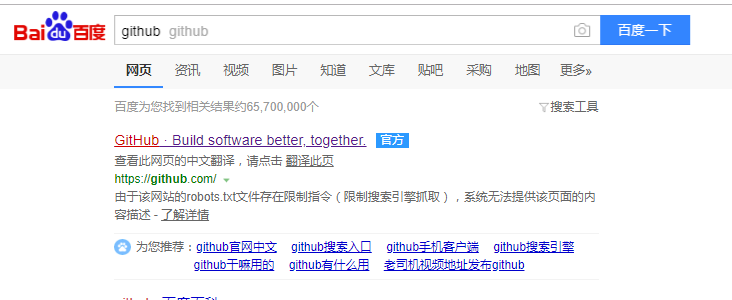 Bai du 百度 github github 百度一下
网页 资讯 视频 图片 知道 文库 贴吧 采购 地图 更多»
百度为您找到相关结果约65,700,000个 搜索工具
GitHub · Build software better, together. 官方
查看此网页的中文翻译，请点击 翻译此页
https://github.com/
由于该网站的robots.txt文件存在限制指令（限制搜索引擎抓取），系统无法提供该页面的内
容描述 - 了解详情
为您推荐： github官网中文 github搜索入口 github手机客户端 github搜索引擎
github干嘛用的 github有什么用 老司机视频地址发布github